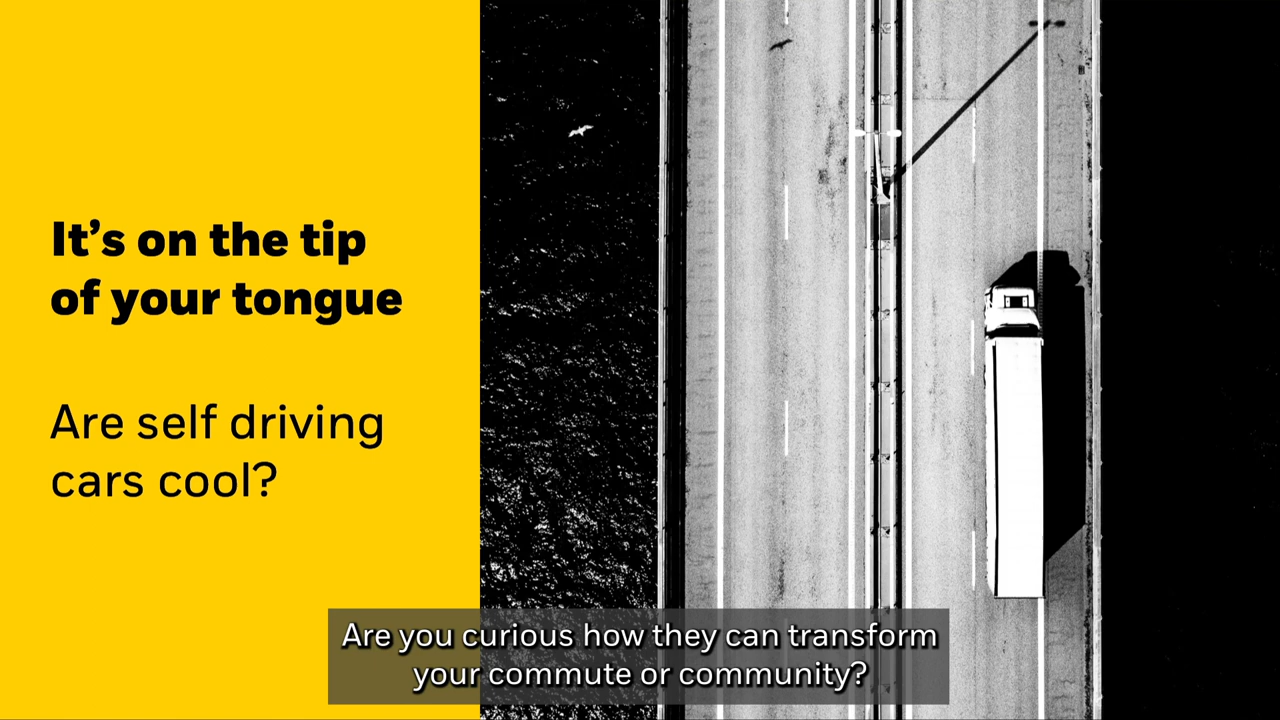 It’s on the tip
of your tongue
Are self driving
cars cool?
Are you curious how they can transform
your commute or community?